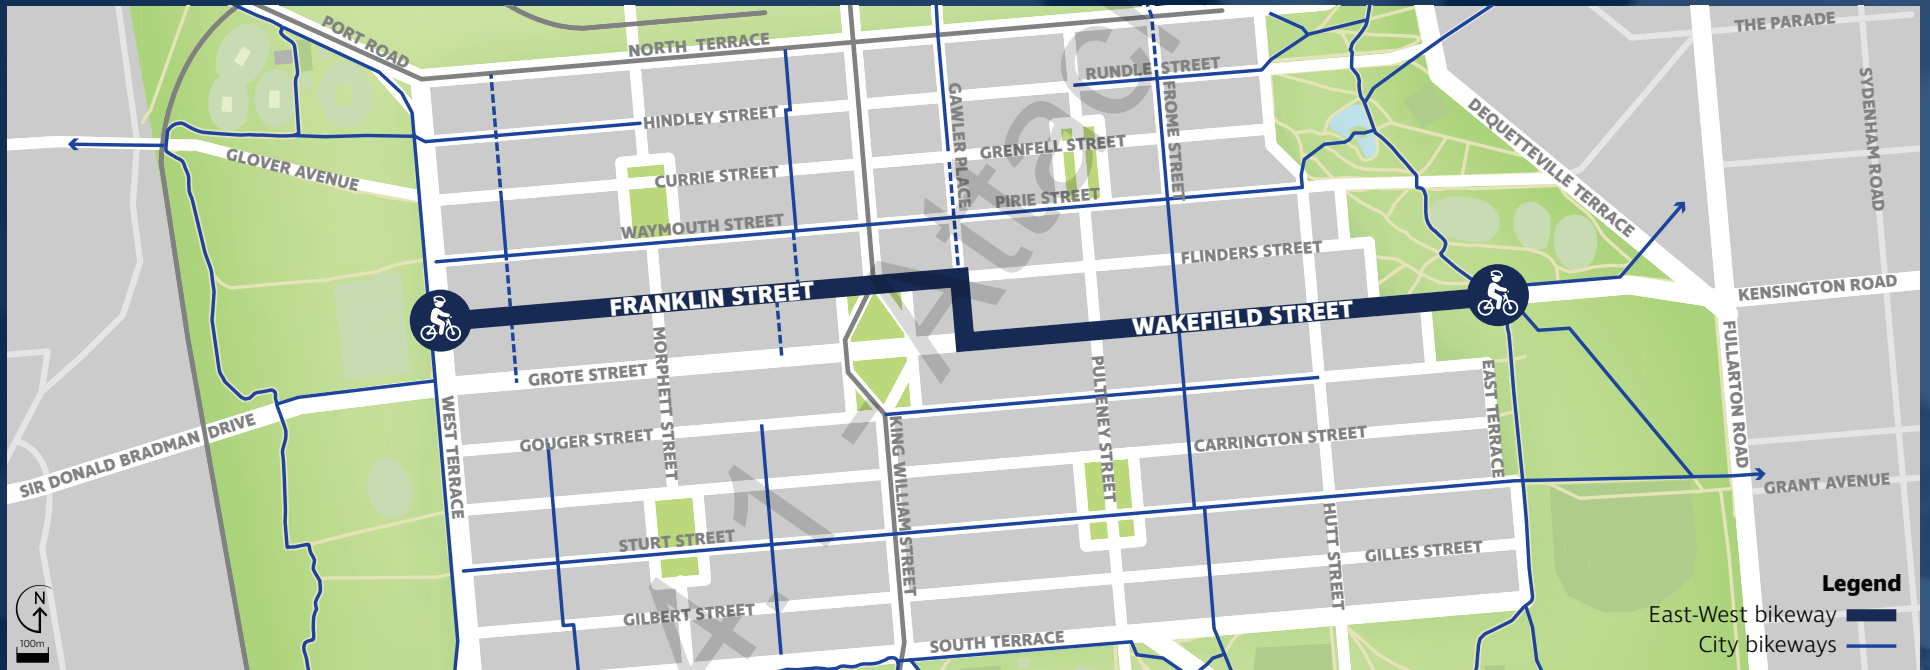 PORT ROAD
NORTH TERRACE
THE PARADE
RUNDLE STREET
SYDENHAM ROAD
GAWLER PLACE
FROME STREET
HINDLEY STREET
DEQUETTEVILLE TERRACE
GRENFELL STREET
GLOVER AVENUE
CURRIE STREET
PIRIE STREET
WAYMOUTH STREET
FLINDERS STREET
FRANKLIN STREET
WAKEFIELD STREET
KENSINGTON ROAD
MORPHETT STREET
GROTE STREET
PULTENEY STREET
EAST TERRACE
FULLARTON ROAD
WEST TERRACE
SIR DONALD BRADMAN DRIVE
GOUGER STREET
KING WILLIAM STREET
CARRINGTON STREET
GRANT AVENUE
HUTT STREET
STURT STREET
GILLES STREET
GILBERT STREET
SOUTH TERRACE
N
100m
Legend
East-West bikeway
City bikeways